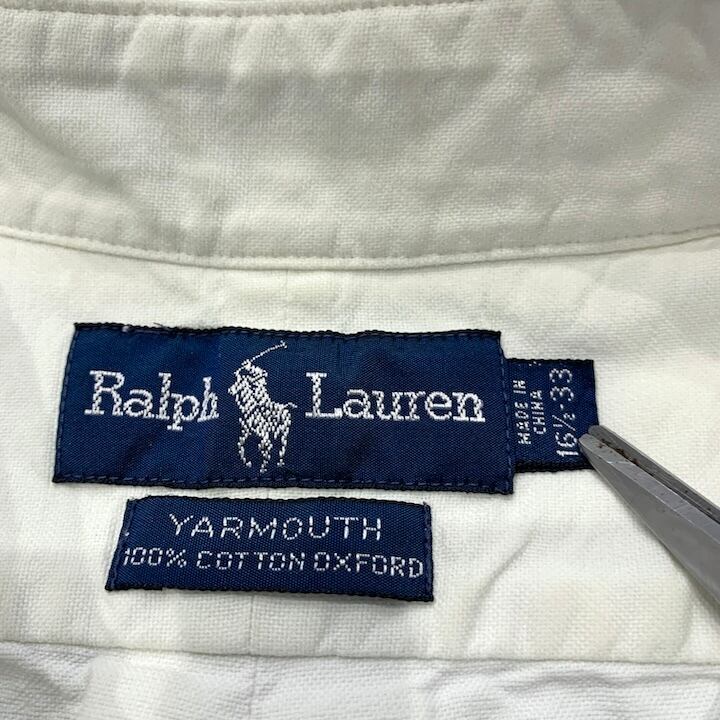 Ralph Lauren
MADE IN
CHINA
16½ 33
YARMOUTH
100% COTTON OXFORD